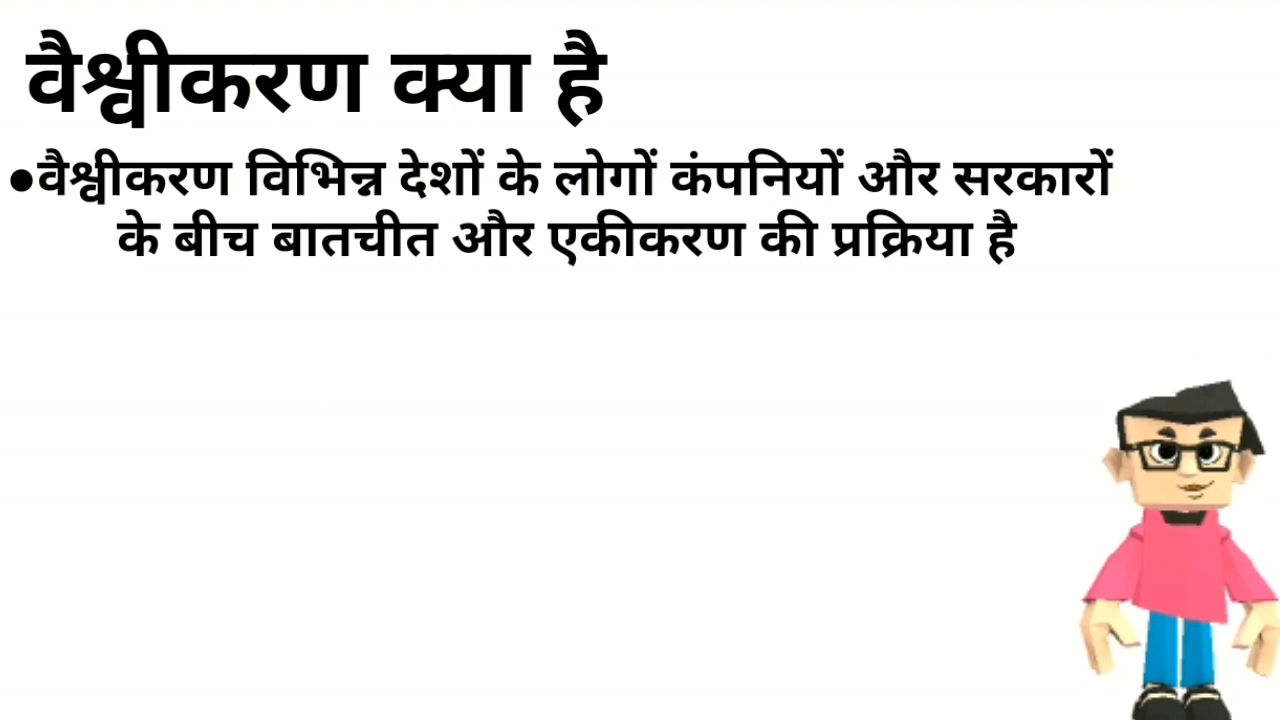 वैश्वीकरण क्या है
•वैश्वीकरण विभिन्न देशों के लोगों कंपनियों और सरकारों
के बीच बातचीत और एकीकरण की प्रक्रिया है